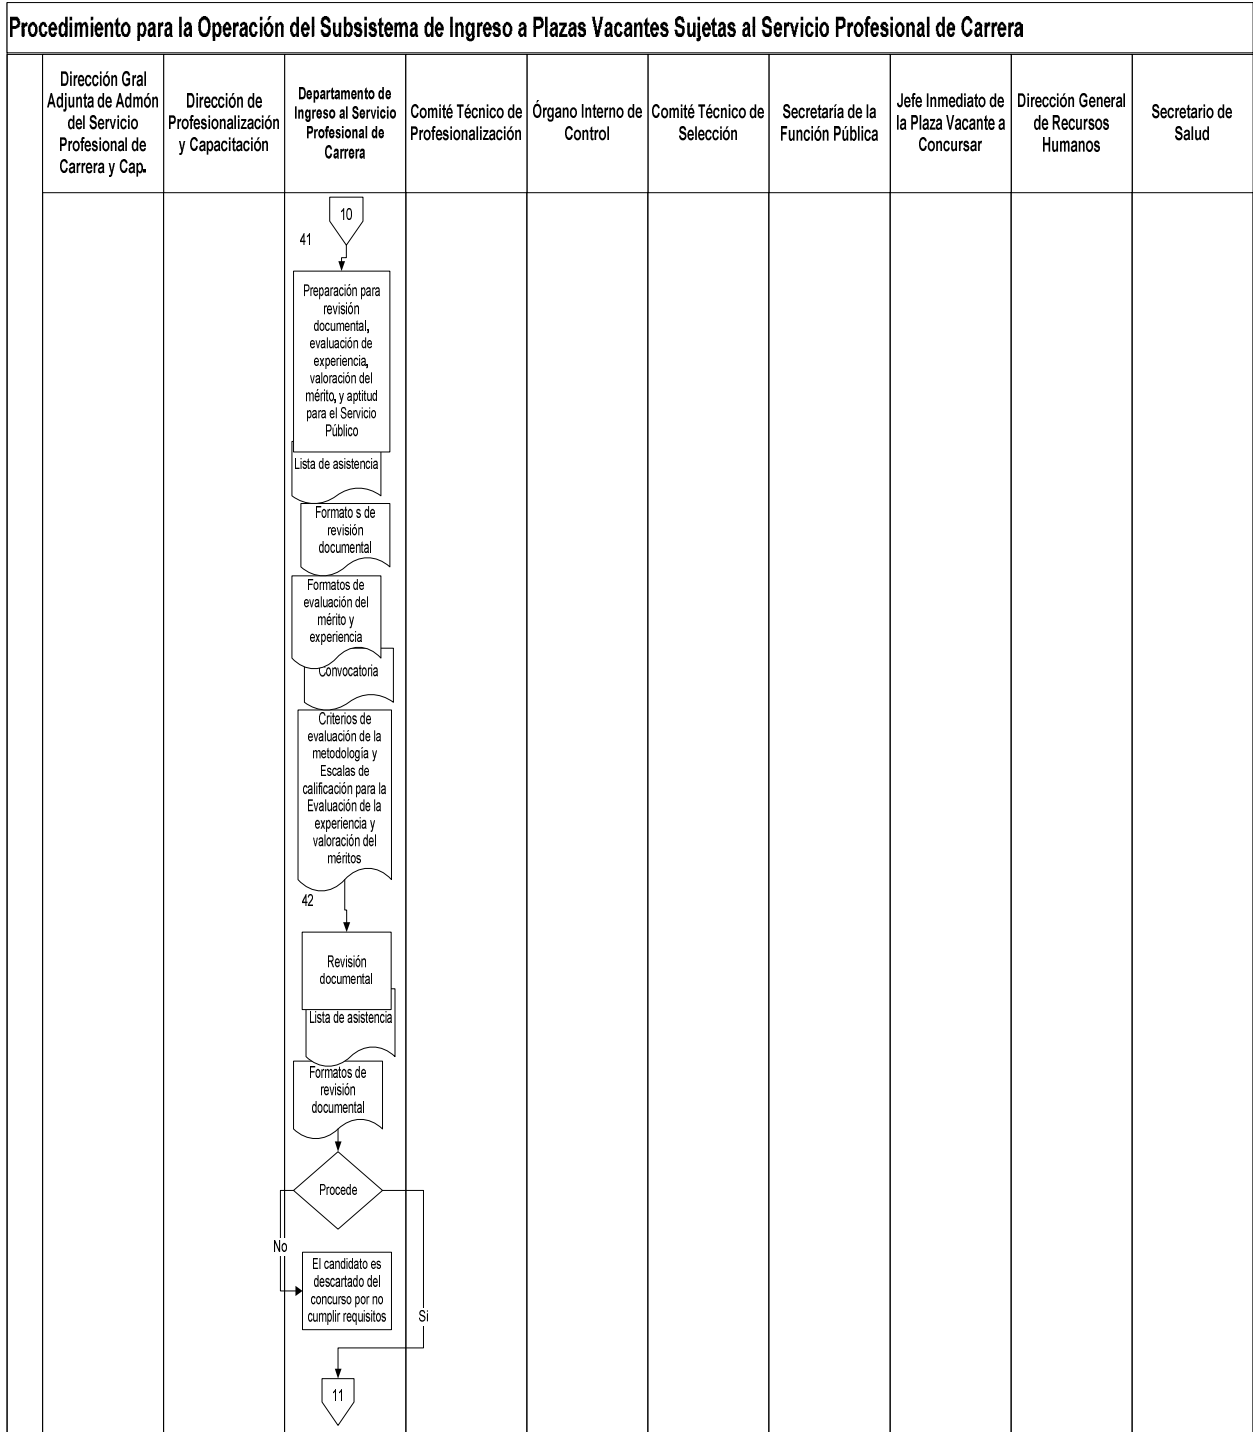 Procedimiento para la Operación del Subsistema de Ingreso a Plazas Vacantes Sujetas al Servicio Profesional de Carrera
Dirección Gral
Adjunta de Admón
del Servicio
Profesional de
Carrera y Cap.
Dirección de
Profesionalización
y Capacitación
Departamento de
Ingreso al Servicio
Profesional de
Carrera
Comité Técnico de
Profesionalización
Órgano Interno de
Control
Comité Técnico de
Selección
Secretaría de la
Función Pública
Jefe Inmediato de
la Plaza Vacante a
Concursar
Dirección General
de Recursos
Humanos
Secretario de
Salud
10
41
Preparación para
revisión
documental,
evaluación de
experiencia,
valoración del
mérito, y aptitud
para el Servicio
Público
Lista de asistencia
Formato s de
revisión
documental
Formatos de
evaluación del
mérito y
experiencia
Convocatoria
Criterios de
evaluación de la
metodología y
Escalas de
calificación para la
Evaluación de la
experiencia y
valoración del
méritos
42
Revisión
documental
Lista de asistencia
Formatos de
revisión
documental
Procede
No
El candidato es
descartado del
concurso por no
cumplir requisitos
Si
11